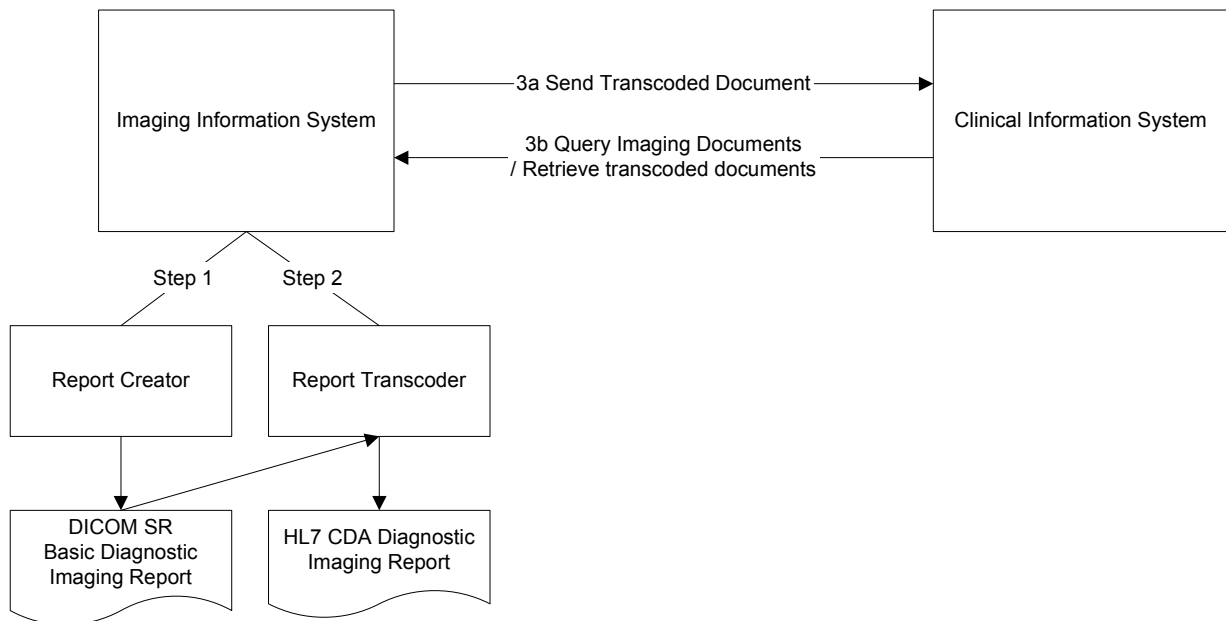 3a Send Transcoded Document
Imaging Information System
Clinical Information System
3b Query Imaging Documents
/ Retrieve transcoded documents
Step 1
Step 2
Report Creator
Report Transcoder
DICOM SR
Basic Diagnostic
Imaging Report
HL7 CDA Diagnostic
Imaging Report